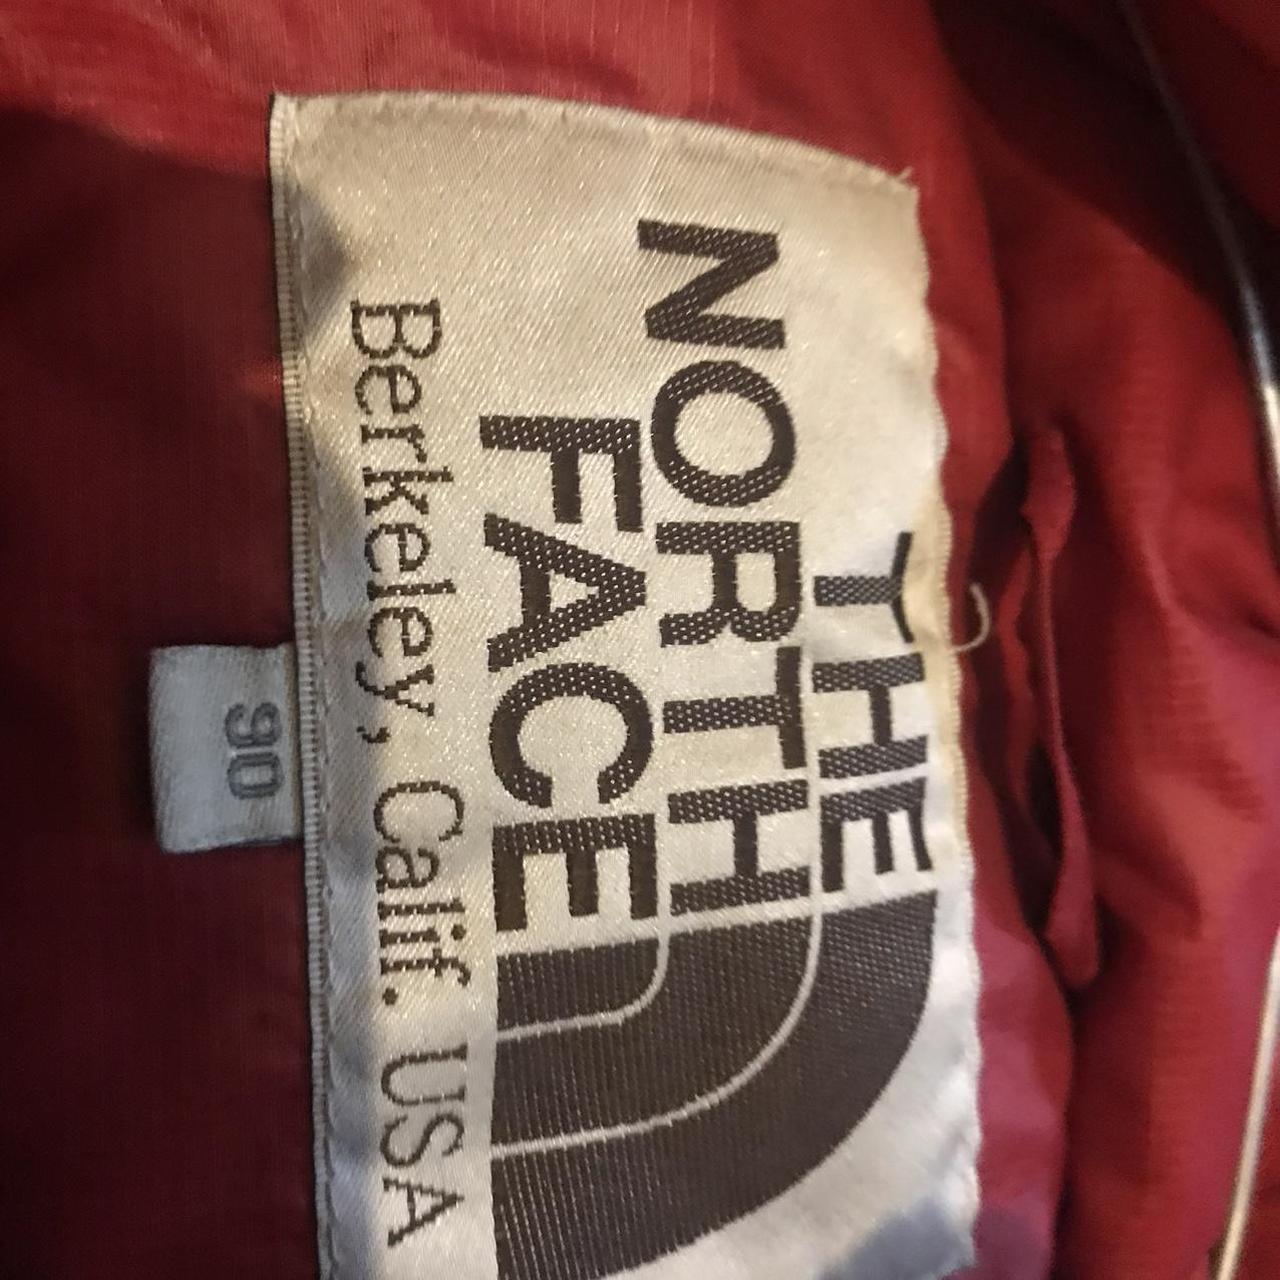 THE
NORTH
FACE
Berkeley, Calif. USA
90